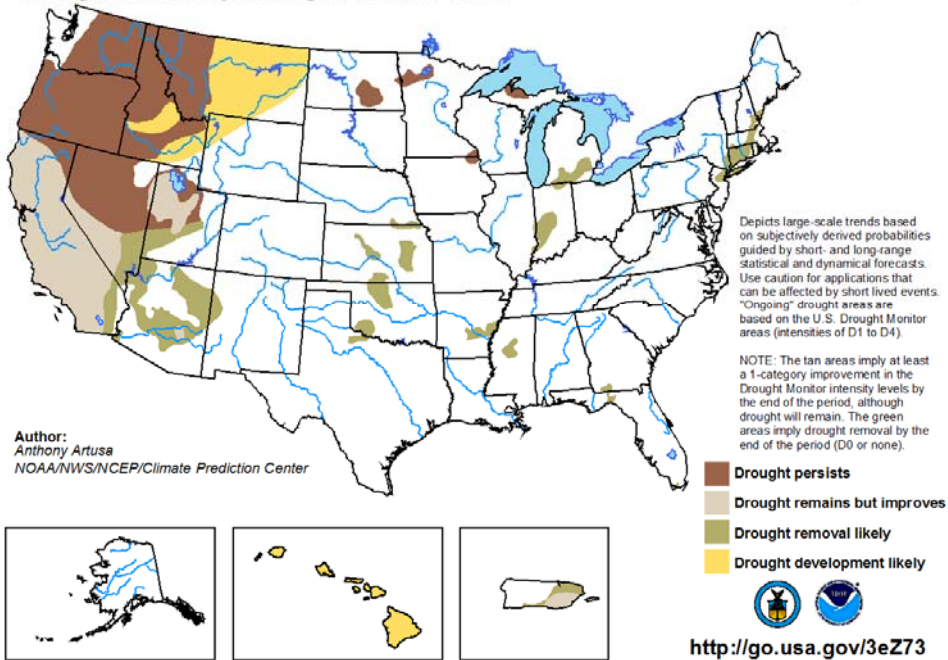 Depicts large-scale trends based
on subjectively derived probabilities
guided by short- and long-range
statistical and dynamical forecasts.
Use caution for applications that
can be affected by short lived events.
"Ongoing" drought areas are
based on the U.S. Drought Monitor
areas (intensities of D1 to D4).
NOTE: The tan areas imply at least
a 1-category improvement in the
Drought Monitor intensity levels by
the end of the period, although
drought will remain. The green
areas imply drought removal by the
end of the period (D0 or none).
Author:
Anthony Artusa
NOAA/NWS/NCEP/Climate Prediction Center
Drought persists
Drought remains but improves
Drought removal likely
Drought development likely
http://go.usa.gov/3eZ73